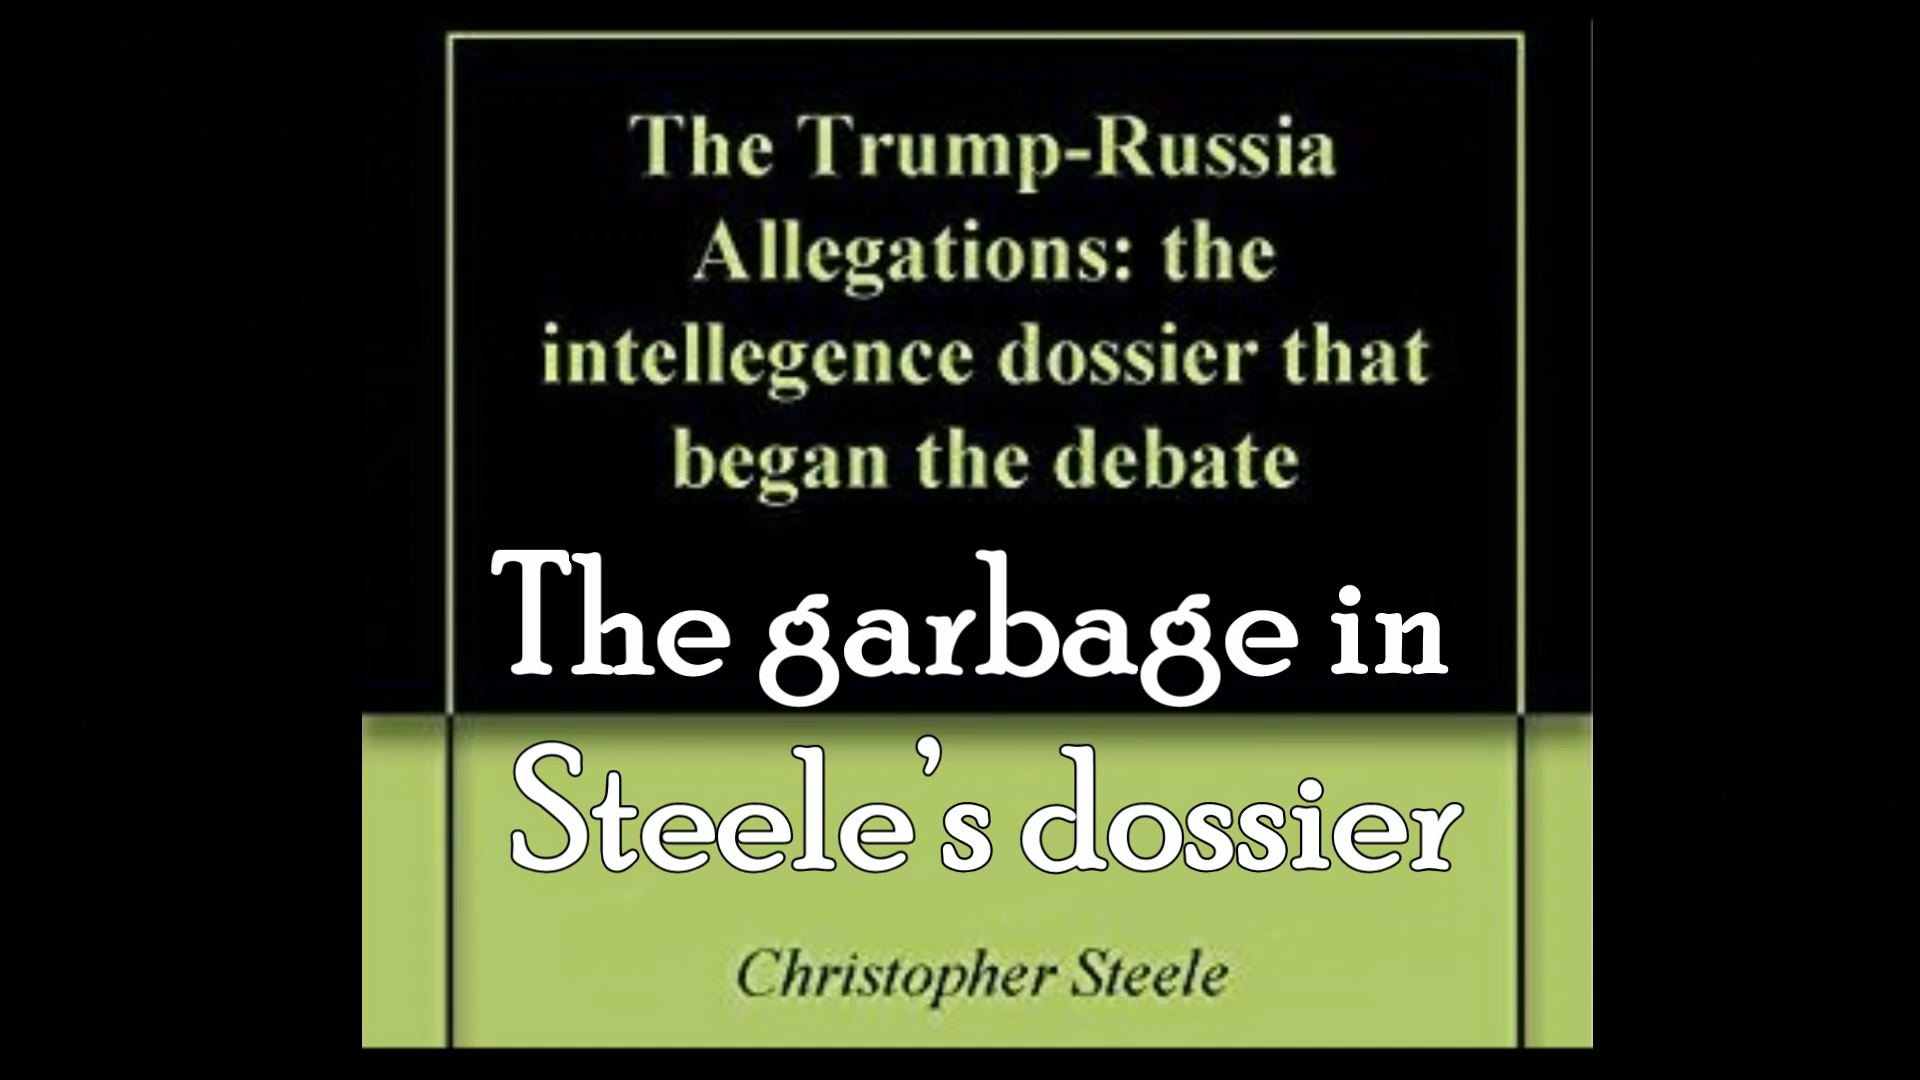 The Trump-Russia
Allegations: the
intellegence dossier that
began the debate
The garbage in
Steele’s dossier
Christopher Steele